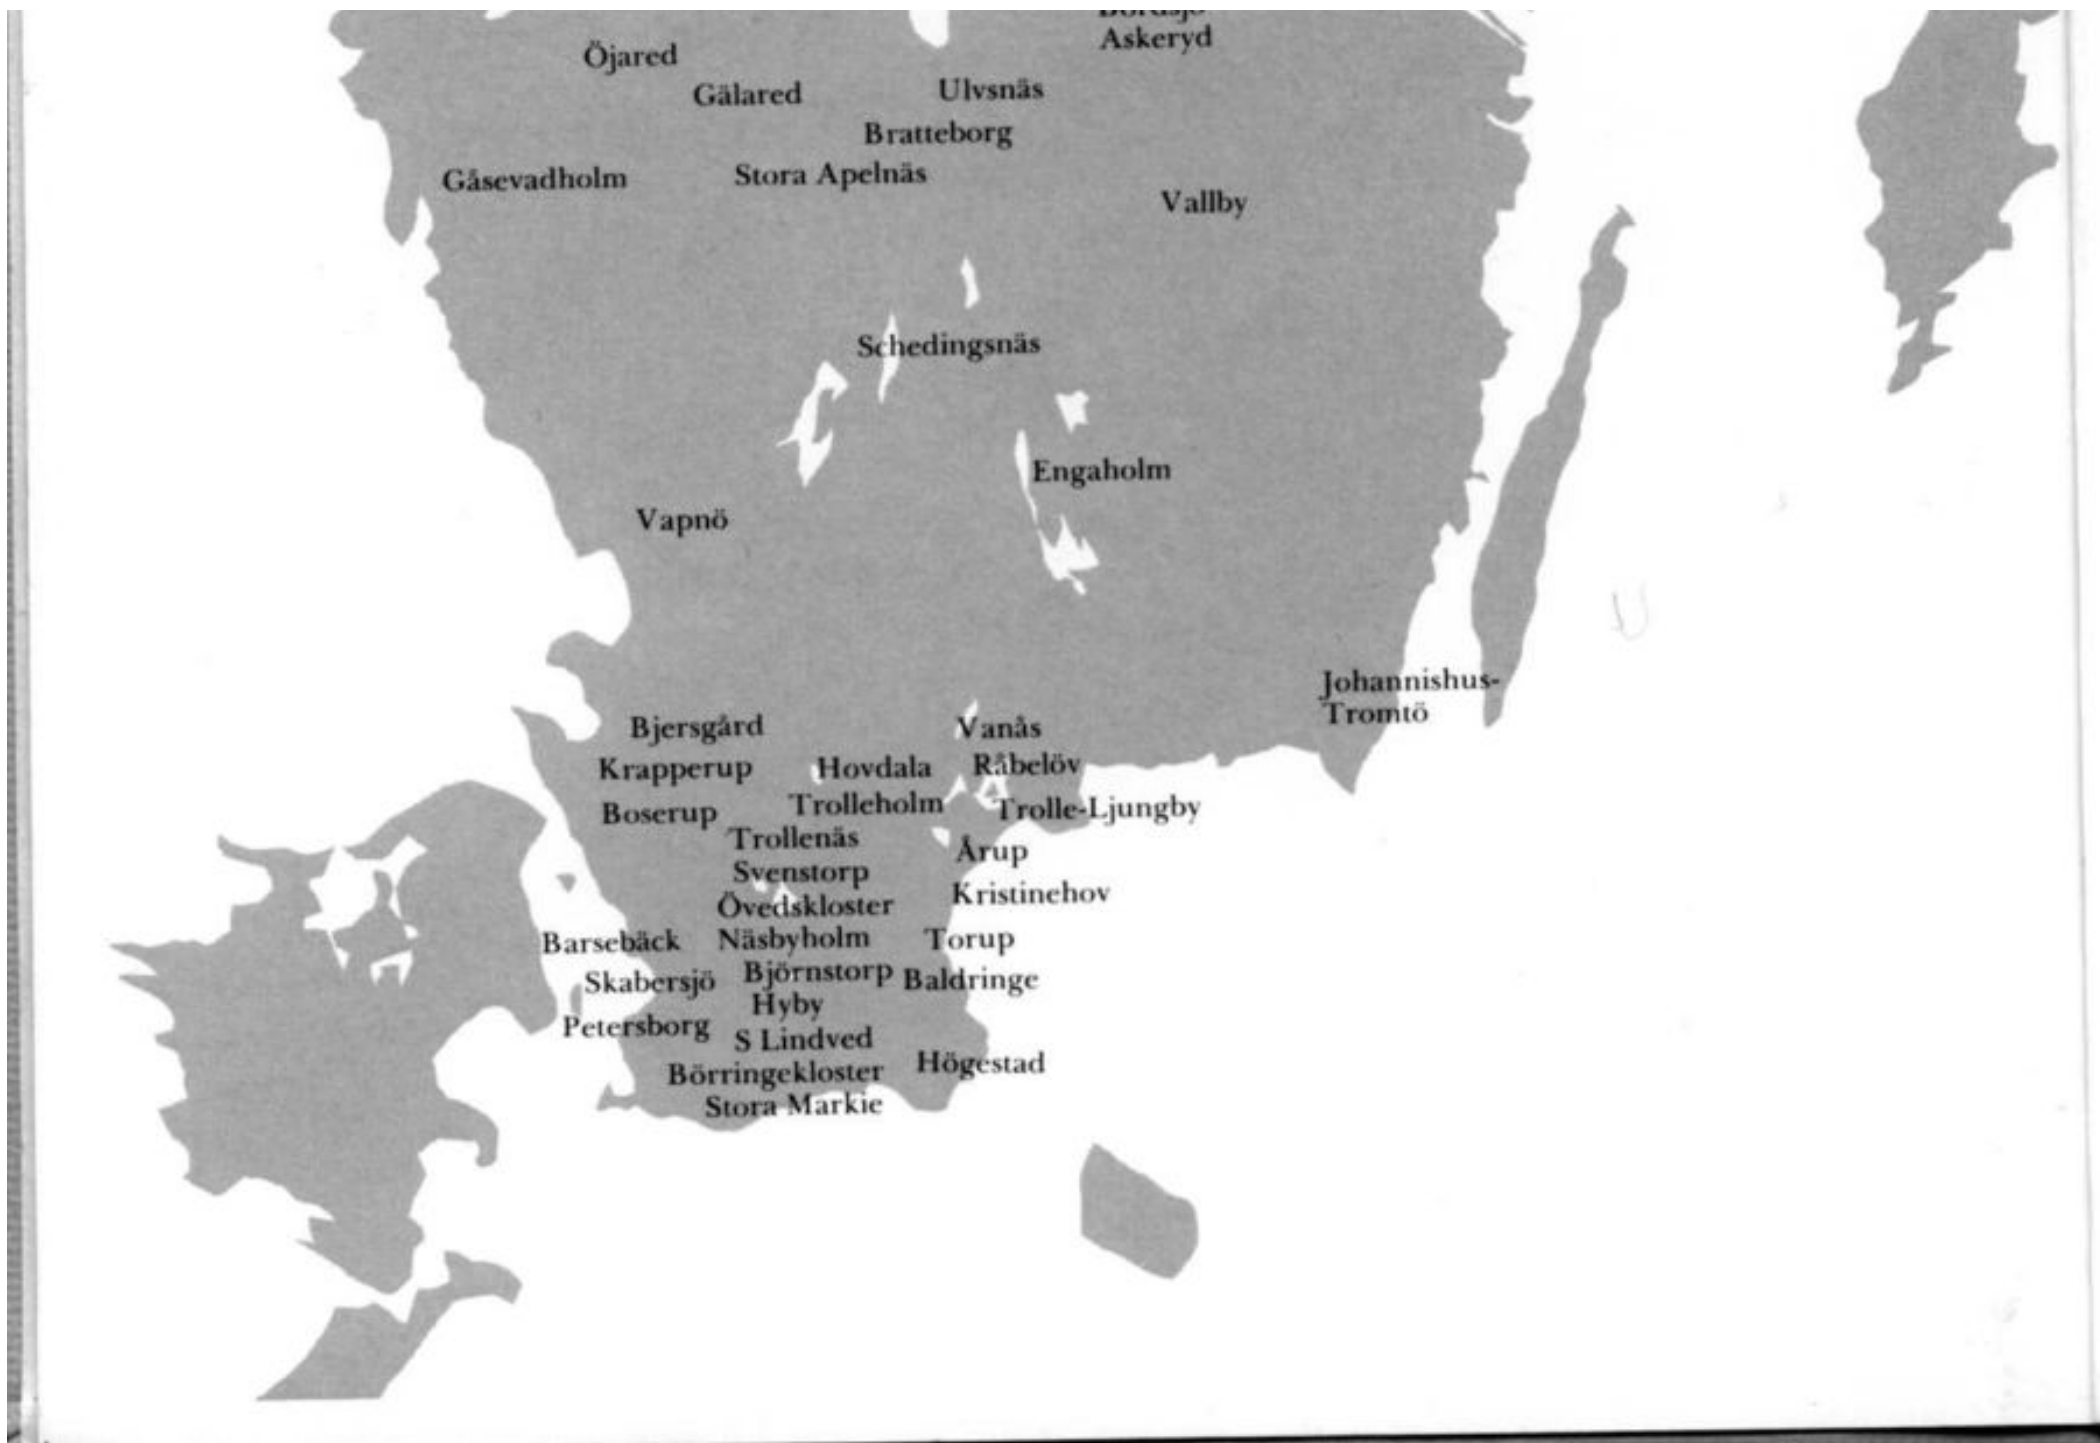 Askeryd
Öjared
Gälared
Ulvsnäs
Bratteborg
Gåsevadholm
Stora Apelnäs
Vallby
Schedingsnäs
Engaholm
Vapnö
Johannishus-
Tromtö
Bjersgård
Vanås
Krapperup
Hovdala
Råbelöv
Boserup
Trolleholm
Trolle-Ljungby
Trollenäs
Årup
Svenstorp
Kristinehov
Övedskloster
Barsebäck
Näsbyholm
Torup
Skabersjö
Björnstorp
Baldringe
Hyby
Petersborg
S Lindved
Högestad
Börringekloster
Stora Markie